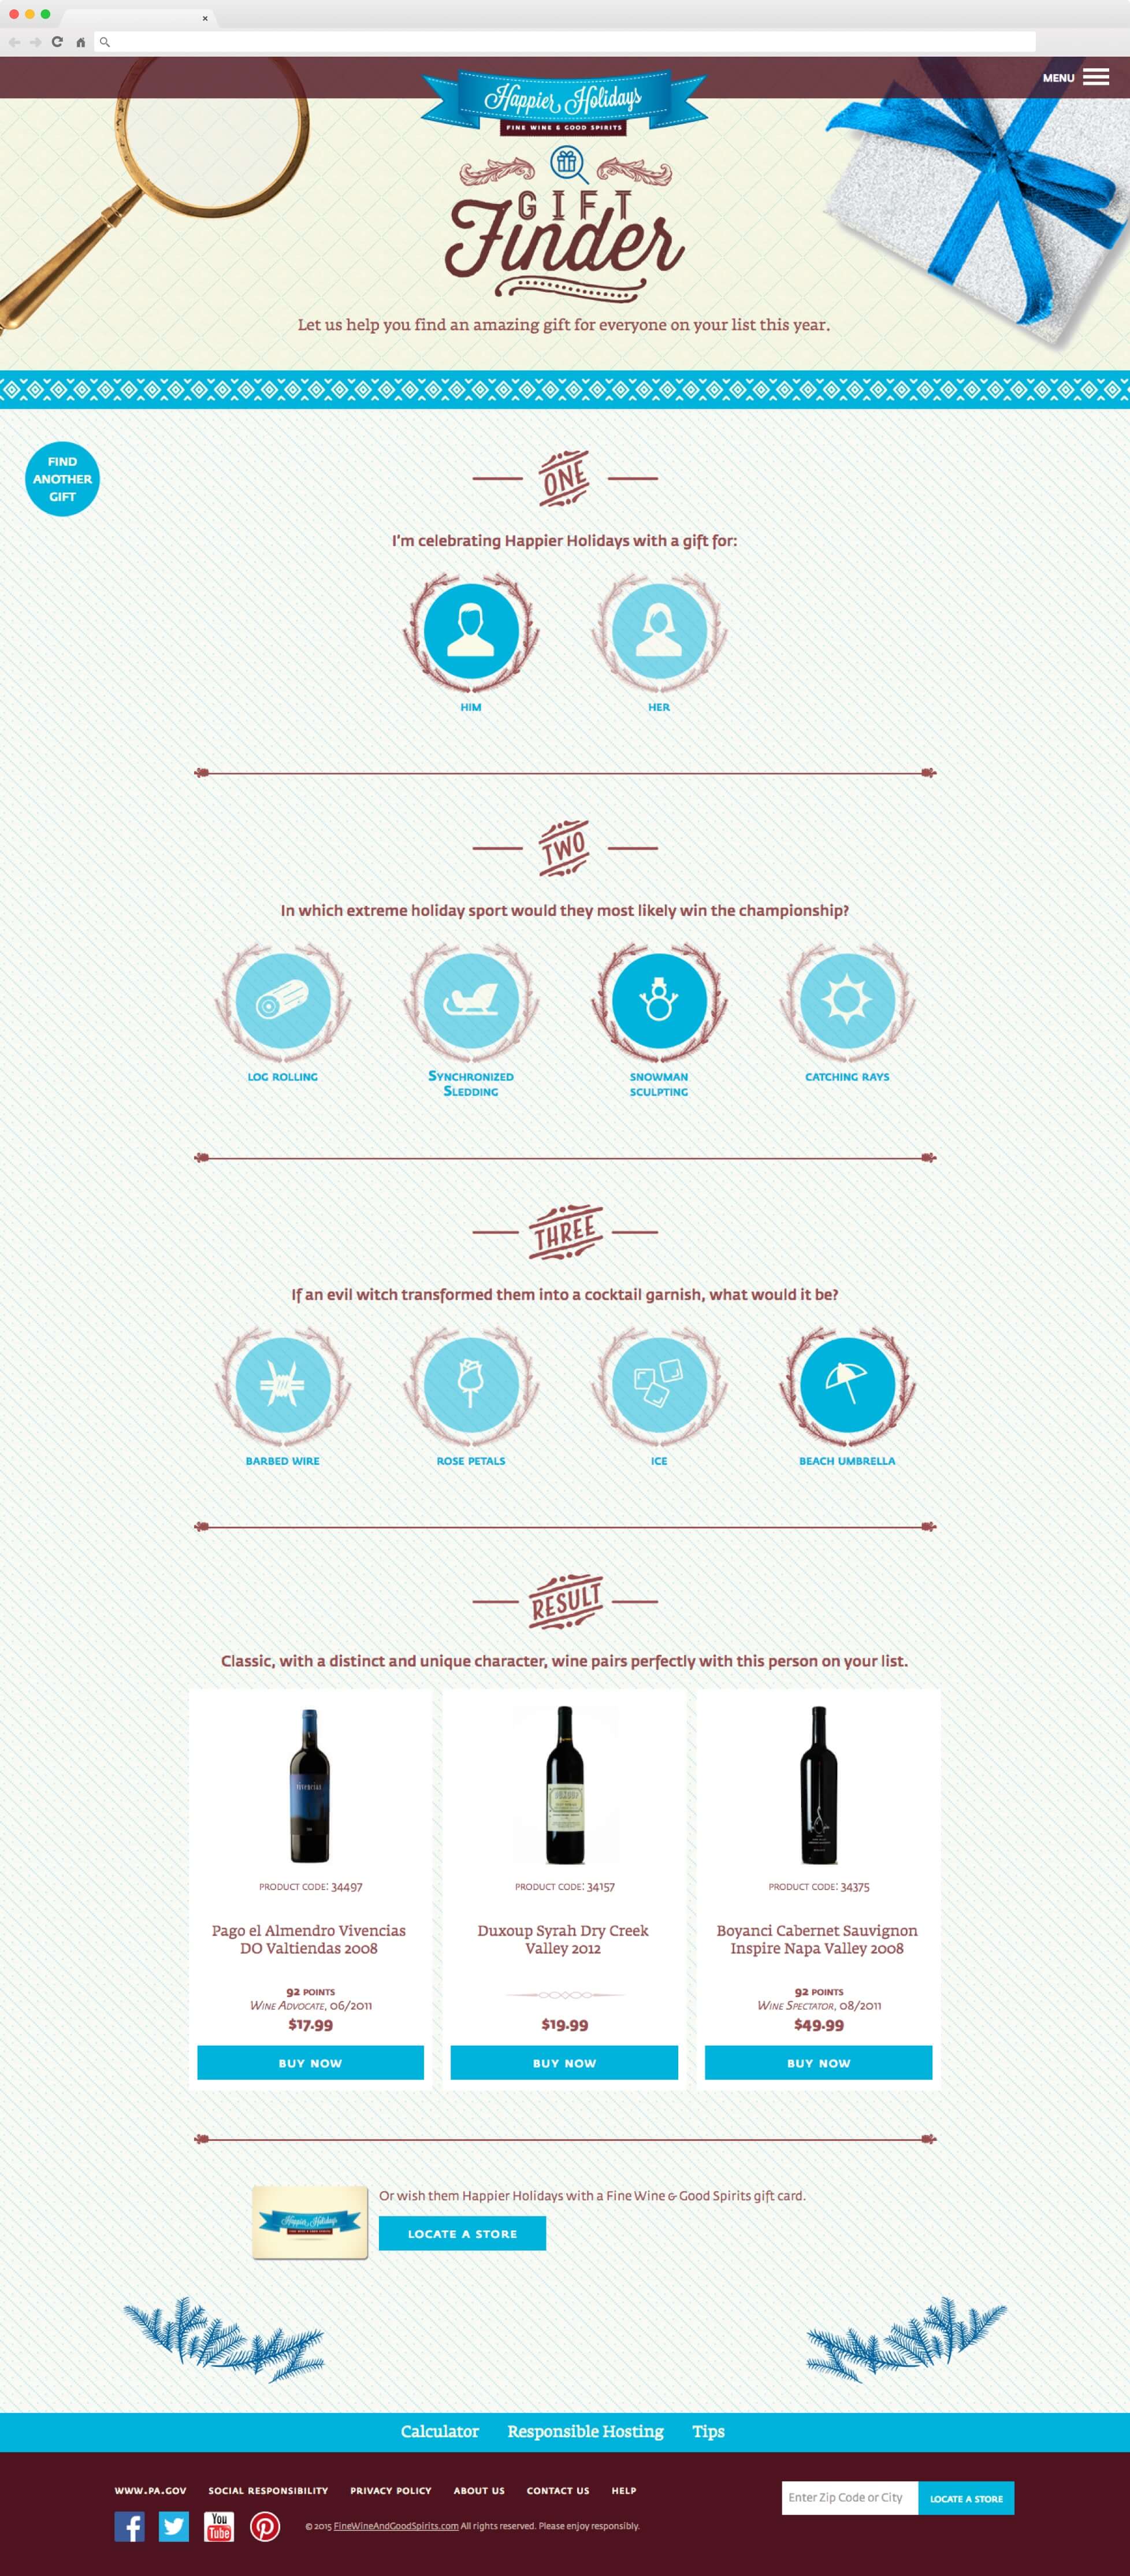 MENU
Happier Holidays
FINE WINE & GOOD SPIRITS
GIFT
Finder
Let us help you find an amazing gift for everyone on your list this year.
FIND
ANOTHER
GIFT
ONE
I'm celebrating Happier Holidays with a gift for:
HIM
HER
TWO
In which extreme holiday sport would they most likely win the championship?
LOG ROLLING
SYNCHRONIZED
SLEDDING
SNOWMAN
SCULPTING
CATCHING RAYS
THREE
If an evil witch transformed them into a cocktail garnish, what would it be?
BARBED WIRE
ROSE PETALS
ICE
BEACH UMBRELLA
RESULT
Classic, with a distinct and unique character, wine pairs perfectly with this person on your list.
vivencias
DUXOUP
PRODUCT CODE: 34497
PRODUCT CODE: 34157
PRODUCT CODE: 34375
Pago el Almendro Vivencias
DO Valtiendas 2008
Duxoup Syrah Dry Creek
Valley 2012
Boyanci Cabernet Sauvignon
Inspire Napa Valley 2008
92 POINTS
WINE ADVOCATE, 06/2011
$17.99
$19.99
92 POINTS
WINE SPECTATOR, 08/2011
$49.99
BUY NOW
BUY NOW
BUY NOW
Or wish them Happier Holidays with a Fine Wine & Good Spirits gift card.
Happier Holidays
LOCATE A STORE
Calculator Responsible Hosting Tips
WWW.PA.GOV SOCIAL RESPONSIBILITY PRIVACY POLICY ABOUT US CONTACT US HELP
Enter Zip Code or City LOCATE A STORE
You
Tube
© 2015 FineWineAndGoodSpirits.com All rights reserved. Please enjoy responsibly.